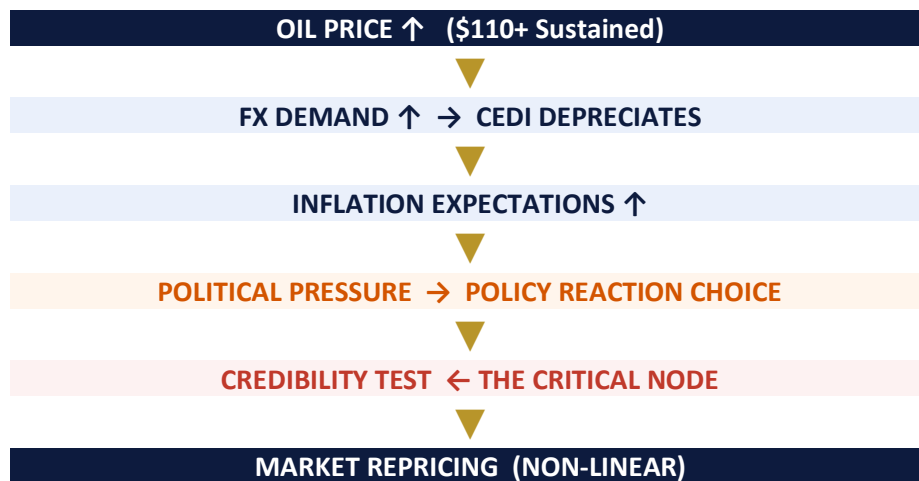 OIL PRICE ↑ ($110+ Sustained)
FX DEMAND ↑ → CEDI DEPRECIATES
INFLATION EXPECTATIONS ↑
POLITICAL PRESSURE → POLICY REACTION CHOICE
CREDIBILITY TEST ← THE CRITICAL NODE
MARKET REPRICING (NON-LINEAR)